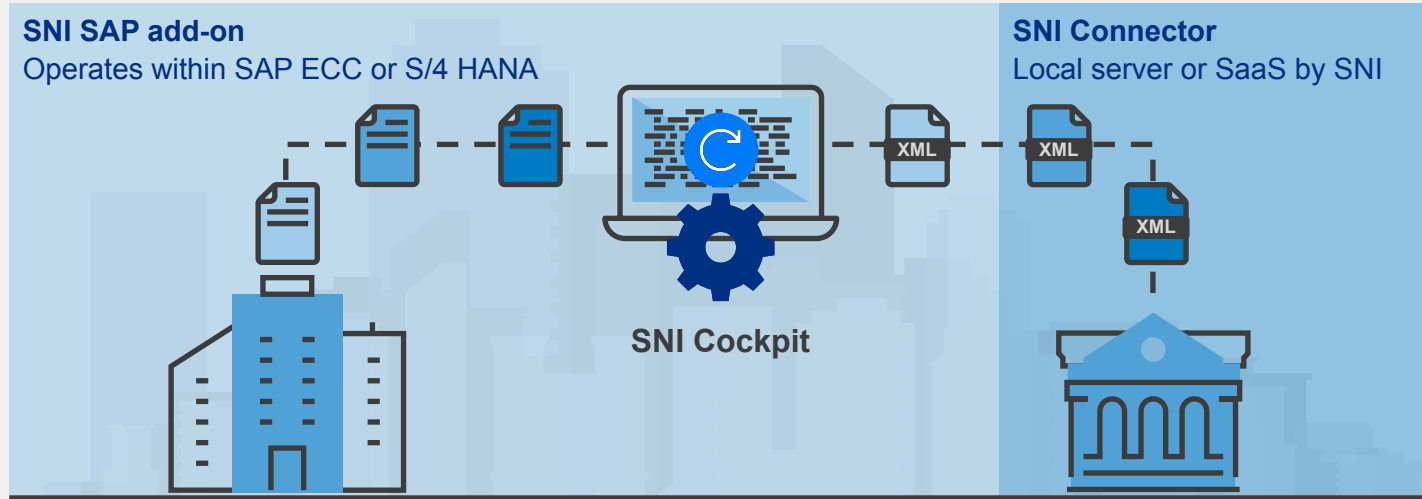 SNI SAP add-on
Operates within SAP ECC or S/4 HANA
SNI Connector
Local server or SaaS by SNI
XML
XML
XML
SNI Cockpit